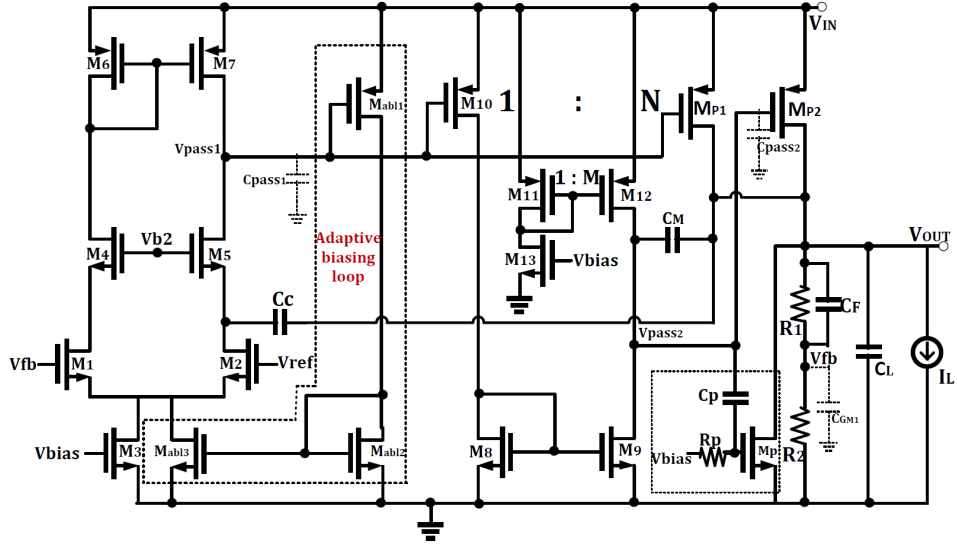 VIN
M6
M7
Mabl1
M10
1 : N
MP1
MP2
Vpass1
Cpass1
Cpass2
1 : M
M11
M12
M4
Vb2
M5
Adaptive
biasing
loop
M13
Vbias
CM
VOUT
Cc
R1
CF
Vpass2
Vfb
M1
M2
Vref
Vfb
CL
IL
Cp
CGM1
Vbias
M3
Mabl3
Mabl2
M8
M9
Vbias
Rp
Mp
R2